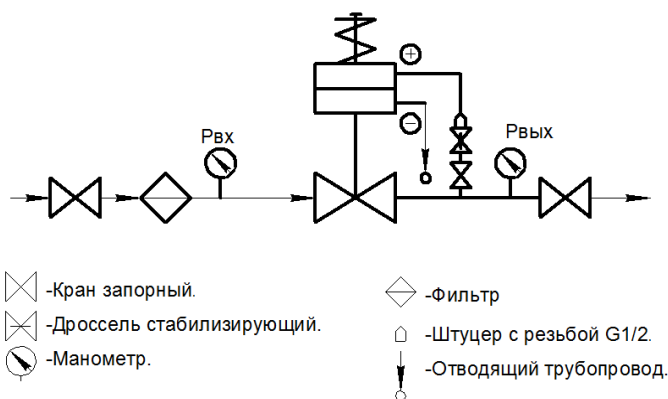 +
−
Рвх
Рвых
-Кран запорный.
-Дроссель стабилизирующий.
-Манометр.
-Фильтр
-Штуцер с резьбой G1/2.
-Отводящий трубопровод.